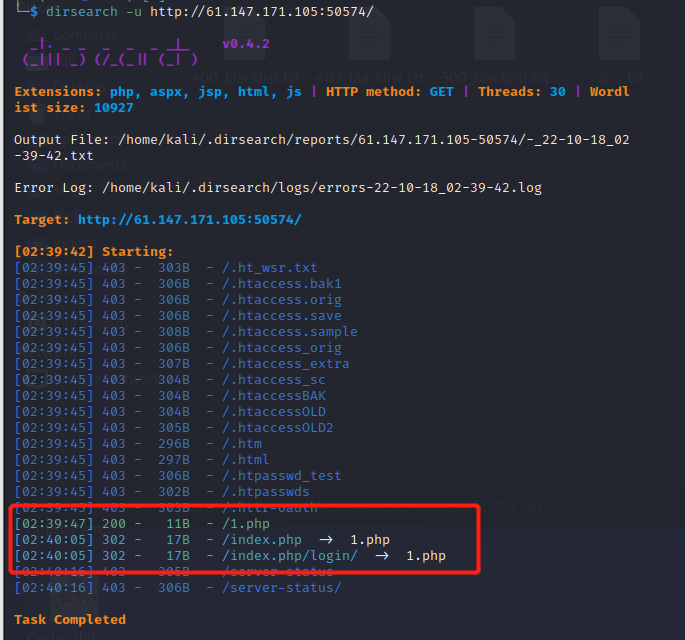 └─$ dirsearch -u http://61.147.171.105:50574/
v0.4.2
400_blacklist.txt 403_blacklist.txt 500_blacklist.txt dicc.txt
Extensions: php, aspx, jsp, html, js | HTTP method: GET | Threads: 30 | Wordl
ist size: 10927
Output File: /home/kali/.dirsearch/reports/61.147.171.105-50574/-_22-10-18_02
-39-42.txt
Error Log: /home/kali/.dirsearch/logs/errors-22-10-18_02-39-42.log
Target: http://61.147.171.105:50574/
[02:39:42] Starting:
[02:39:45] 403 -  303B  - /.ht_wsr.txt
[02:39:45] 403 -  306B  - /.htaccess.bak1
[02:39:45] 403 -  306B  - /.htaccess.orig
[02:39:45] 403 -  306B  - /.htaccess.save
[02:39:45] 403 -  308B  - /.htaccess.sample
[02:39:45] 403 -  306B  - /.htaccess_orig
[02:39:45] 403 -  307B  - /.htaccess_extra
[02:39:45] 403 -  304B  - /.htaccess_sc
[02:39:45] 403 -  304B  - /.htaccessBAK
[02:39:45] 403 -  304B  - /.htaccessOLD
[02:39:45] 403 -  305B  - /.htaccessOLD2
[02:39:45] 403 -  296B  - /.htm
[02:39:45] 403 -  297B  - /.html
[02:39:45] 403 -  306B  - /.htpasswd_test
[02:39:45] 403 -  302B  - /.htpasswds
[02:39:45] 403 -  303B  - /.httr-oauth
[02:39:47] 200 -   11B  - /1.php
[02:40:05] 302 -   17B  - /index.php  →  1.php
[02:40:05] 302 -   17B  - /index.php/login/  →  1.php
[02:40:16] 403 -  305B  - /server-status
[02:40:16] 403 -  306B  - /server-status/
Task Completed